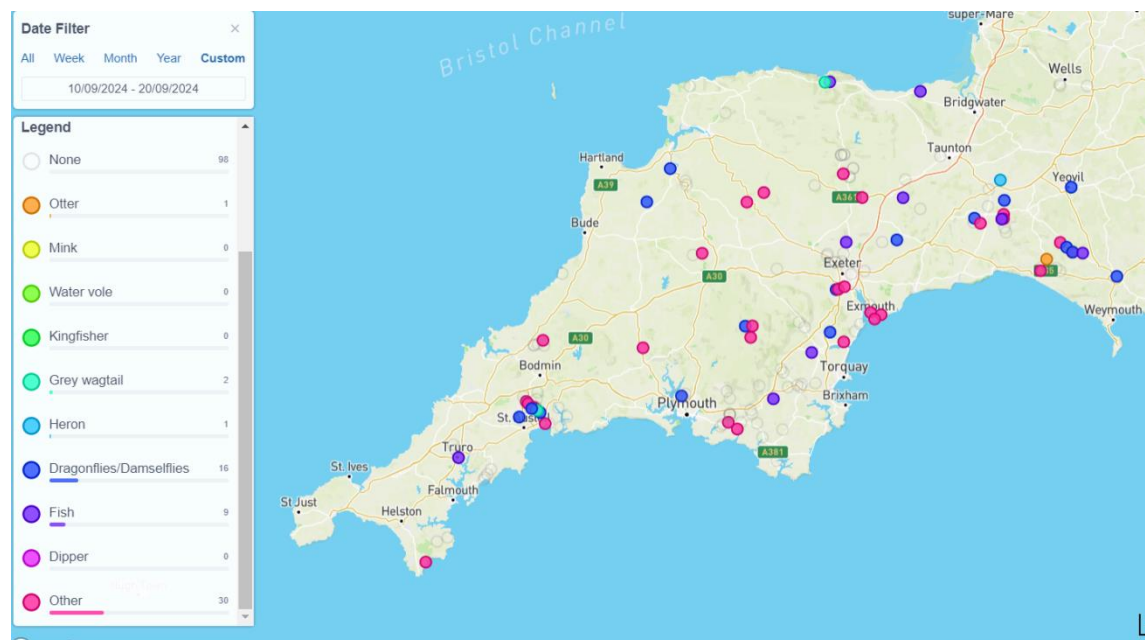 Date Filter ×
All Week Month Year Custom
10/09/2024 - 20/09/2024
Legend
None 98
Otter 1
Mink 0
Water vole 0
Kingfisher 0
Grey wagtail 2
Heron 1
Dragonflies/Damselflies 16
Fish 9
Dipper 0
Other 30
Bristol Channel
super-Mare
Wells
Bridgwater
Taunton
Hartland
A39
A361
Yeovil
Bude
Exeter
A30
Exmouth
Weymouth
A30
Bodmin
Torquay
Plymouth
Brixham
St.
A381
Truro
St. Ives
St Just
Falmouth
Helston